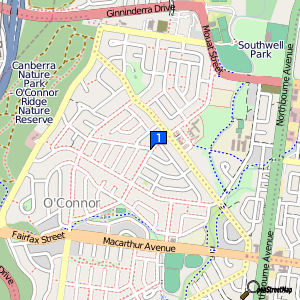 Ginninderra Drive
Mouat Street
Southwell
Park
Canberra
Nature
Park
O'Connor
Ridge
Nature
Reserve
Northbourne Avenue
1
O'Connor
Fairfax Street
Macarthur Avenue
Drive
OpenStreetMap